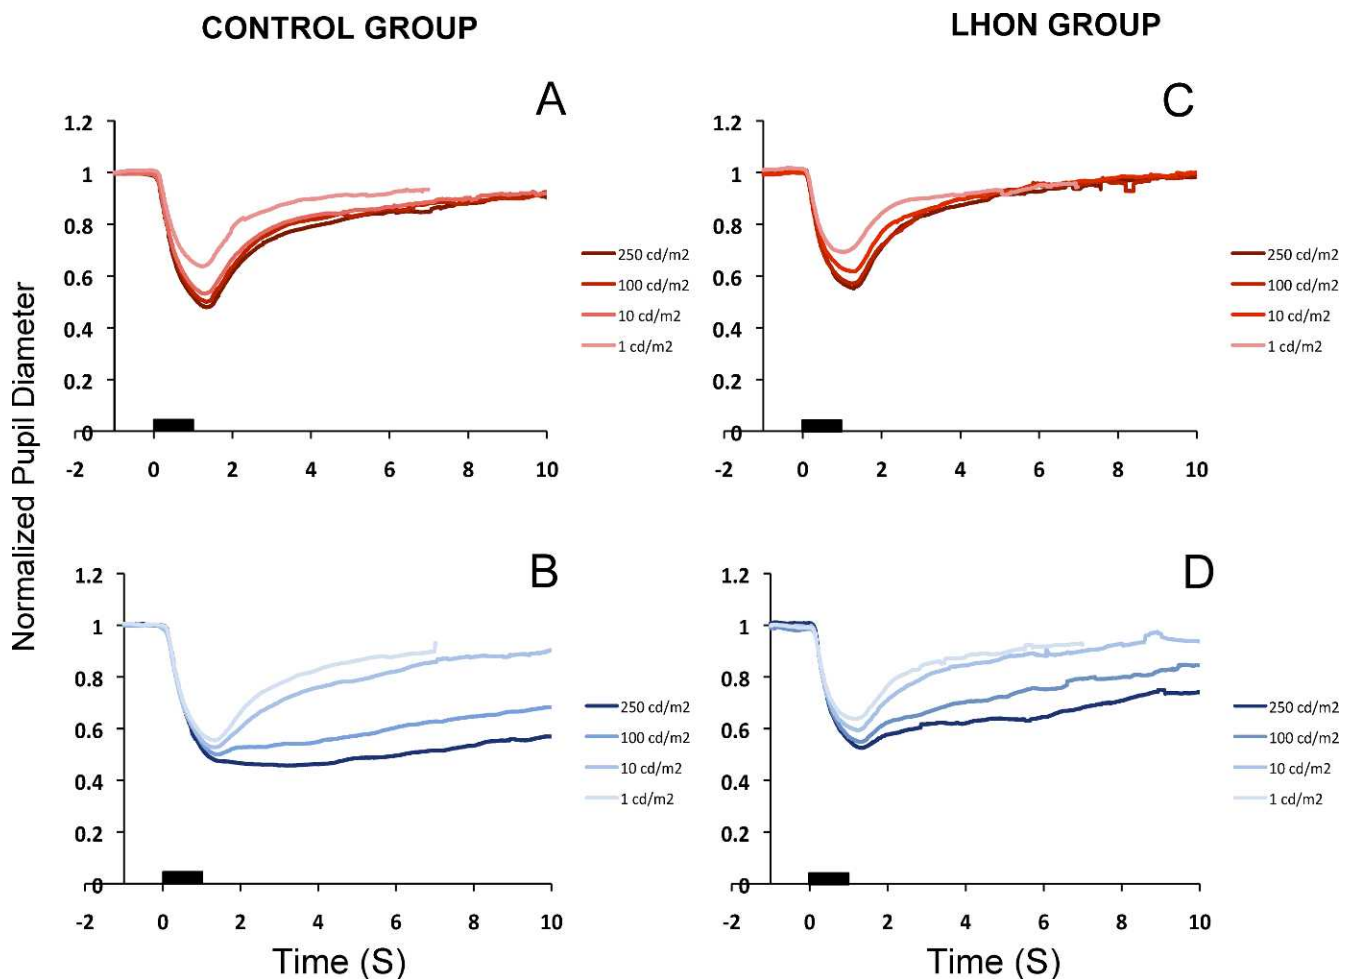 CONTROL GROUP
LHON GROUP
Normalized Pupil Diameter
A
1.2
1
0.8
0.6
0.4
0.2
0
-2 0 2 4 6 8 10
250 cd/m2
100 cd/m2
10 cd/m2
1 cd/m2
C
1.2
1
0.8
0.6
0.4
0.2
0
-2 0 2 4 6 8 10
250 cd/m2
100 cd/m2
10 cd/m2
1 cd/m2
B
1.2
1
0.8
0.6
0.4
0.2
0
-2 0 2 4 6 8 10
Time (S)
250 cd/m2
100 cd/m2
10 cd/m2
1 cd/m2
D
1.2
1
0.8
0.6
0.4
0.2
0
-2 0 2 4 6 8 10
Time (S)
250 cd/m2
100 cd/m2
10 cd/m2
1 cd/m2